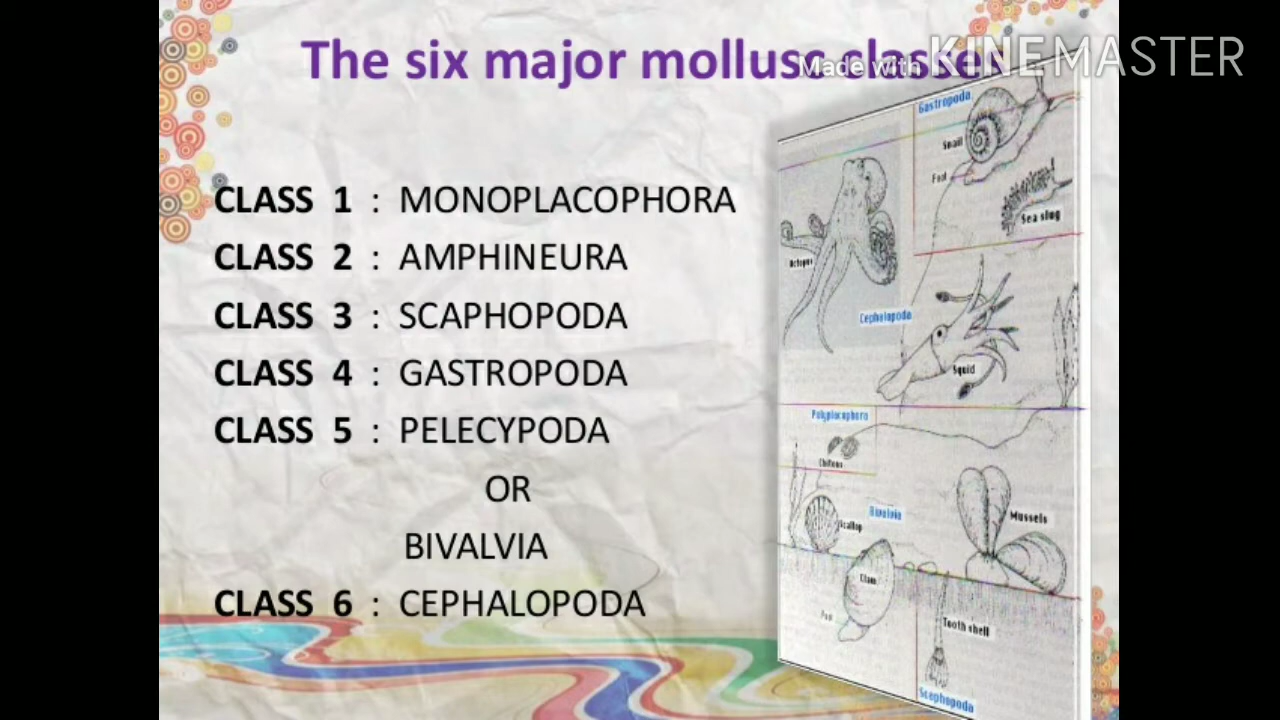 The six major mollusc classe
Made with KINEMASTER
CLASS 1 : MONOPLACOPHORA
CLASS 2 : AMPHINEURA
CLASS 3 : SCAPHOPODA
CLASS 4 : GASTROPODA
CLASS 5 : PELECYPODA
OR
BIVALVIA
CLASS 6 : CEPHALOPODA
Gastropoda
Snail
Foot
Sea slug
Octopus
Cephalopoda
Squid
Polyplacophora
Chitons
Scallop
Bivalvia
Mussels
Clam
Tooth shell
Scaphopoda